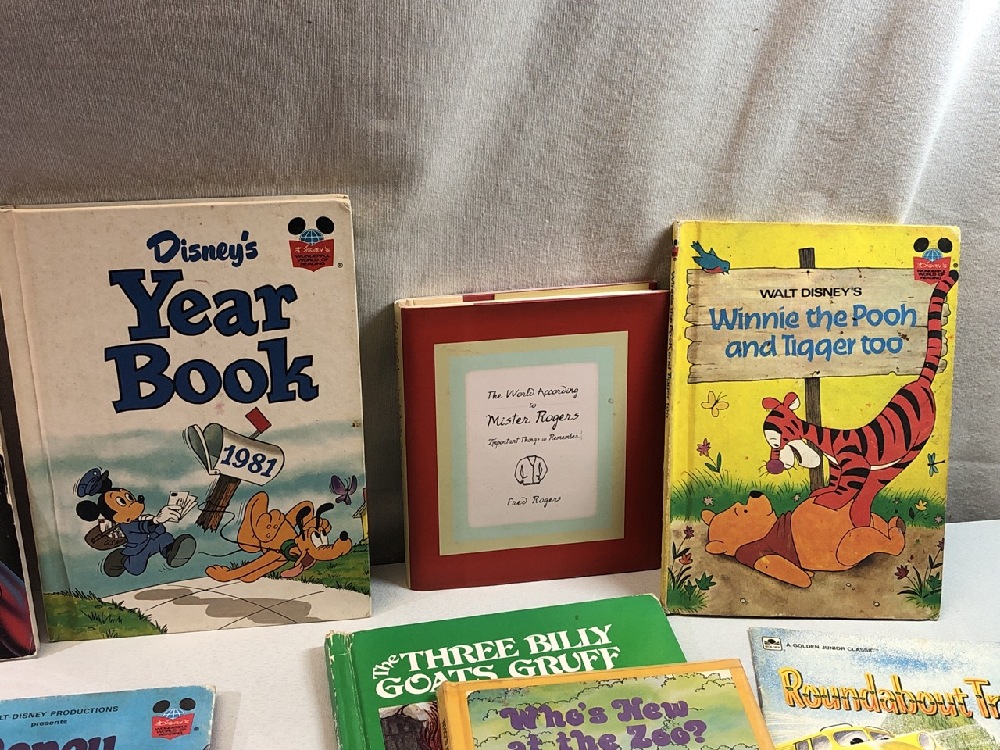 Disney's
Year
Book
1981
The World According
to
Mister Rogers
Important Things to Remember
Fred Rogers
WALT DISNEY'S
Winnie the Pooh
and Tigger too
The THREE BILLY
GOATS GRUFF
Who's New
at the Zoo?
A GOLDEN JUNIOR CLASSIC
Roundabout Tr
WALT DISNEY PRODUCTIONS
presents